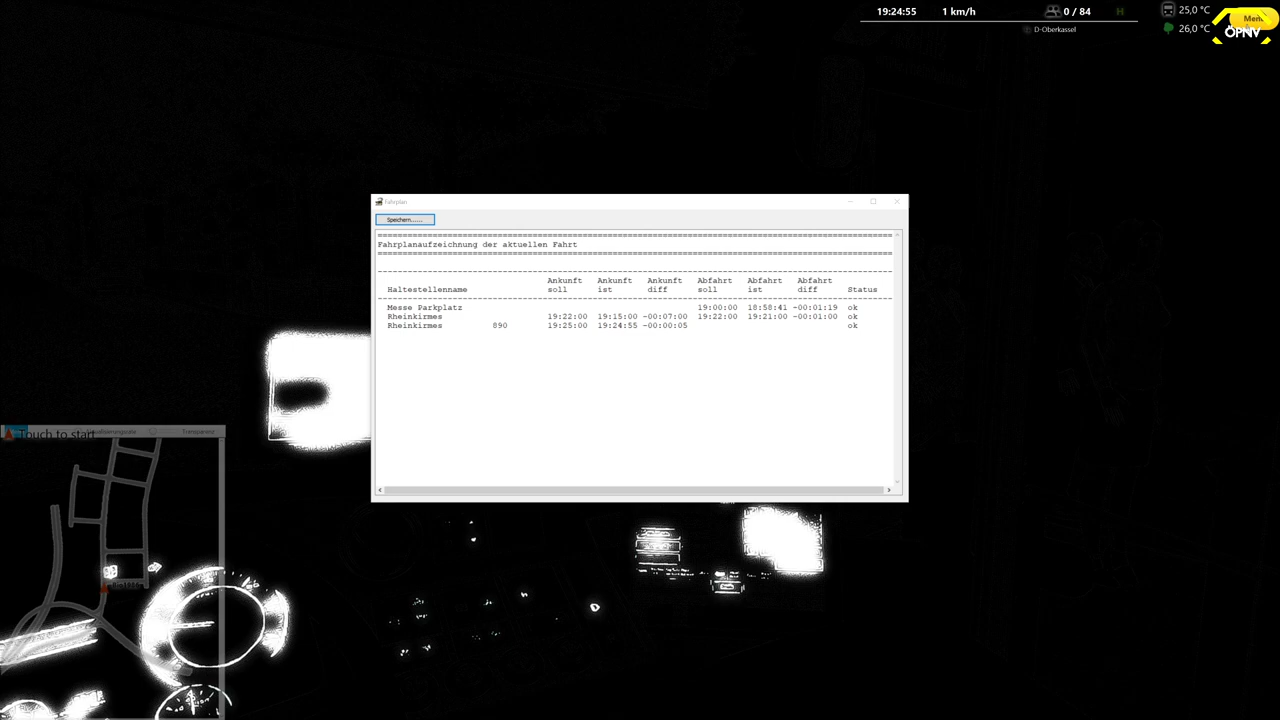 19:24:55 1 km/h 0 / 84 H 25,0 °C
D-Oberkassel 26,0 °C
Menü
ÖPNV
Fahrplan
Speichern......
Fahrplanaufzeichnung der aktuellen Fahrt
Ankunft Ankunft Ankunft Abfahrt Abfahrt Abfahrt
Haltestellenname soll ist diff soll ist diff Status
Messe Parkplatz 19:00:00 18:58:41 -00:01:19 ok
Rheinkirmes 19:22:00 19:15:00 -00:07:00 19:22:00 19:21:00 -00:01:00 ok
Rheinkirmes 890 19:25:00 19:24:55 -00:00:05 ok
Touch to start
Transparenz